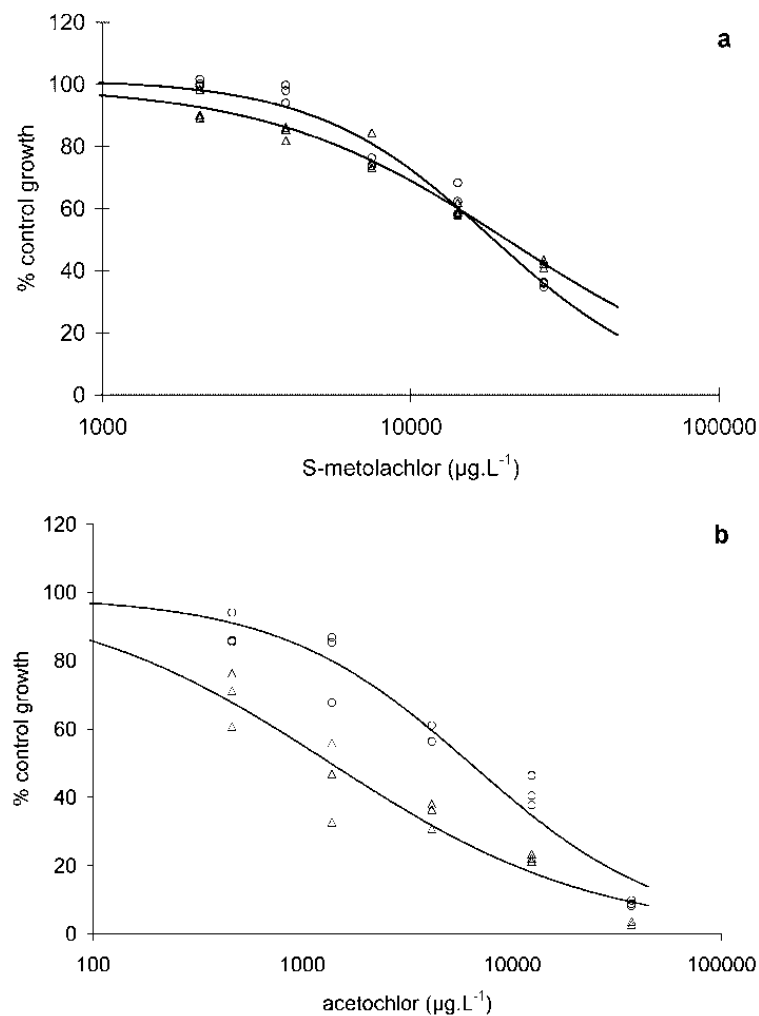 a
120
100
80
60
40
20
0
% control growth
1000 10000 100000
S-metolachlor (µg.L-1)
b
120
100
80
60
40
20
0
% control growth
100 1000 10000 100000
acetochlor (µg.L-1)